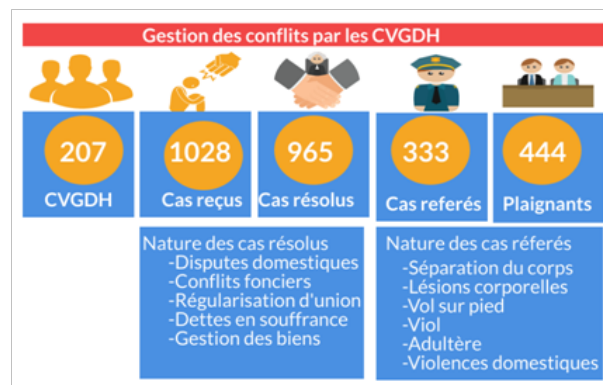 Gestion des conflits par les CVGDH
207
CVGDH
1028
Cas reçus
965
Cas résolus
333
Cas referés
444
Plaignants
Nature des cas résolus
-Disputes domestiques
-Conflits fonciers
-Régularisation d'union
-Dettes en souffrance
-Gestion des biens
Nature des cas réferés
-Séparation du corps
-Lésions corporelles
-Vol sur pied
-Viol
-Adultère
-Violences domestiques